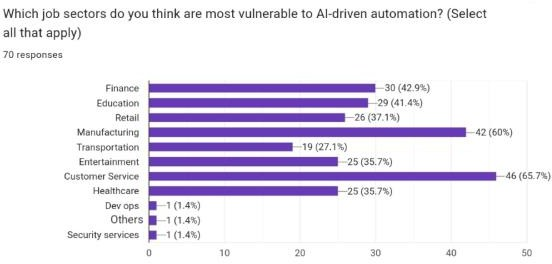 Which job sectors do you think are most vulnerable to AI-driven automation? (Select
all that apply)
70 responses
Finance 30 (42.9%)
Education 29 (41.4%)
Retail 26 (37.1%)
Manufacturing 42 (60%)
Transportation 19 (27.1%)
Entertainment 25 (35.7%)
Customer Service 46 (65.7%)
Healthcare 25 (35.7%)
Dev ops 1 (1.4%)
Others 1 (1.4%)
Security services 1 (1.4%)
0 10 20 30 40 50